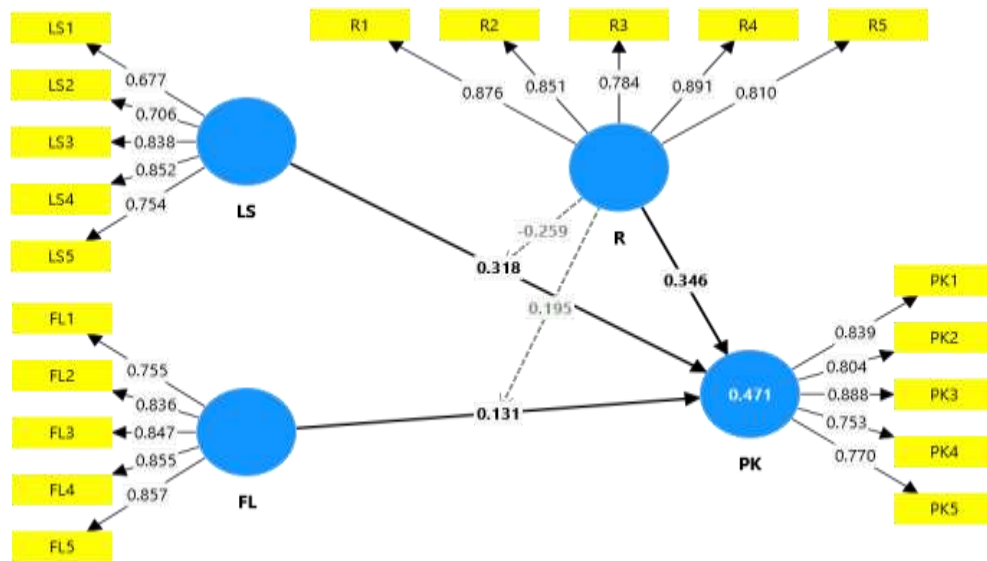 LS1
LS2
LS3
LS4
LS5
0.677
0.706
0.838
0.852
0.754
LS
R1
R2
R3
R4
R5
0.876
0.851
0.784
0.891
0.810
R
-0.259
0.318
0.195
0.346
0.131
FL1
FL2
FL3
FL4
FL5
0.755
0.836
0.847
0.855
0.857
FL
0.471
PK
0.839
0.804
0.888
0.753
0.770
PK1
PK2
PK3
PK4
PK5